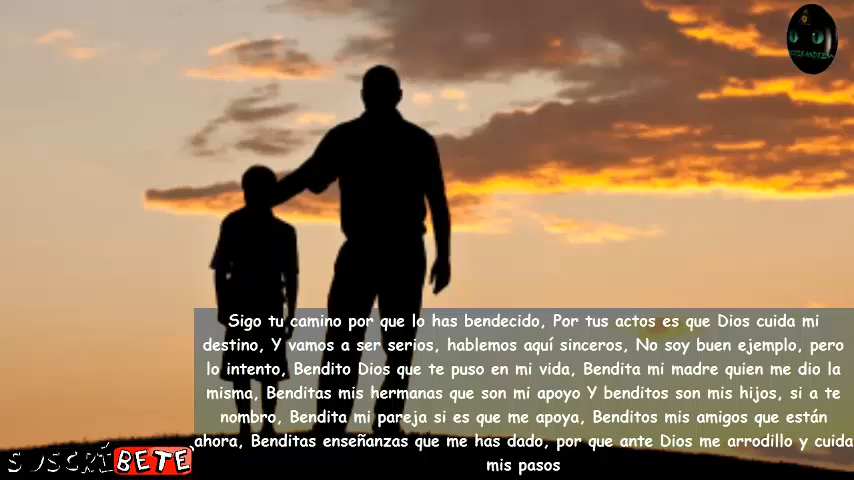 Sigo tu camino por que lo has bendecido, Por tus actos es que Dios cuida mi
destino, Y vamos a ser serios, hablemos aquí sinceros, No soy buen ejemplo, pero
lo intento, Bendito Dios que te puso en mi vida, Bendita mi madre quien me dio la
misma, Benditas mis hermanas que son mi apoyo Y benditos son mis hijos, si a te
nombro, Bendita mi pareja si es que me apoya, Benditos mis amigos que están
ahora, Benditas enseñanzas que me has dado, por que ante Dios me arrodillo y cuida
mis pasos
SUSCRÍBETE